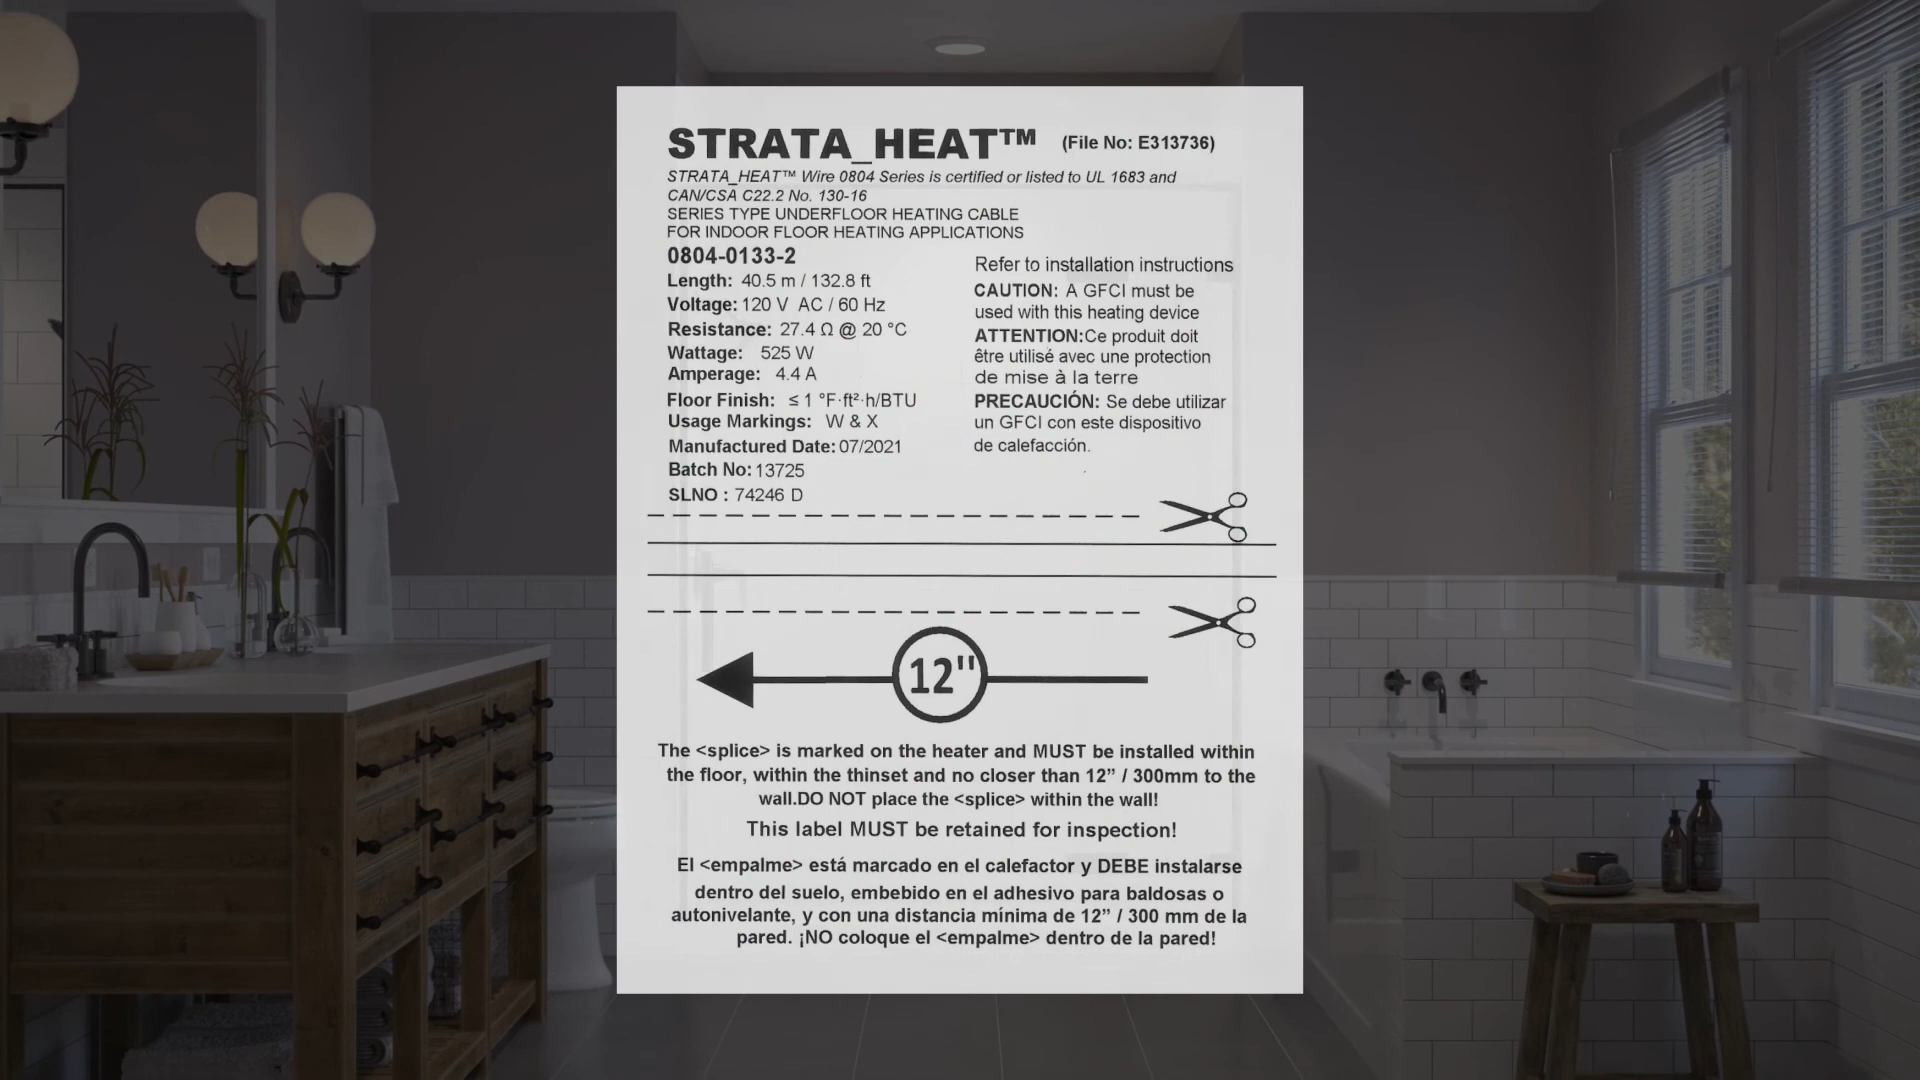 STRATA_HEAT™ (File No: E313736)
STRATA_HEAT™ Wire 0804 Series is certified or listed to UL 1683 and
CAN/CSA C22.2 No. 130-16
SERIES TYPE UNDERFLOOR HEATING CABLE
FOR INDOOR FLOOR HEATING APPLICATIONS
0804-0133-2
Length: 40.5 m / 132.8 ft
Voltage: 120 V AC / 60 Hz
Resistance: 27.4 Ω @ 20 °C
Wattage: 525 W
Amperage: 4.4 A
Floor Finish: ≤ 1 °F·ft²·h/BTU
Usage Markings: W & X
Manufactured Date: 07/2021
Batch No: 13725
SLNO : 74246 D
Refer to installation instructions
CAUTION: A GFCI must be
used with this heating device
ATTENTION:Ce produit doit
être utilisé avec une protection
de mise à la terre
PRECAUCIÓN: Se debe utilizar
un GFCI con este dispositivo
de calefacción.
12"
The <splice> is marked on the heater and MUST be installed within
the floor, within the thinset and no closer than 12” / 300mm to the
wall.DO NOT place the <splice> within the wall!
This label MUST be retained for inspection!
El <empalme> está marcado en el calefactor y DEBE instalarse
dentro del suelo, embebido en el adhesivo para baldosas o
autonivelante, y con una distancia mínima de 12” / 300 mm de la
pared. ¡NO coloque el <empalme> dentro de la pared!